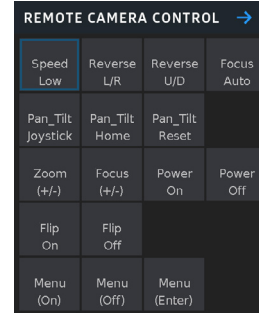 REMOTE CAMERA CONTROL →
Speed Low
Reverse L/R
Reverse U/D
Focus Auto
Pan_Tilt Joystick
Pan_Tilt Home
Pan_Tilt Reset
Zoom (+/-)
Focus (+/-)
Power On
Power Off
Flip On
Flip Off
Menu (On)
Menu (Off)
Menu (Enter)